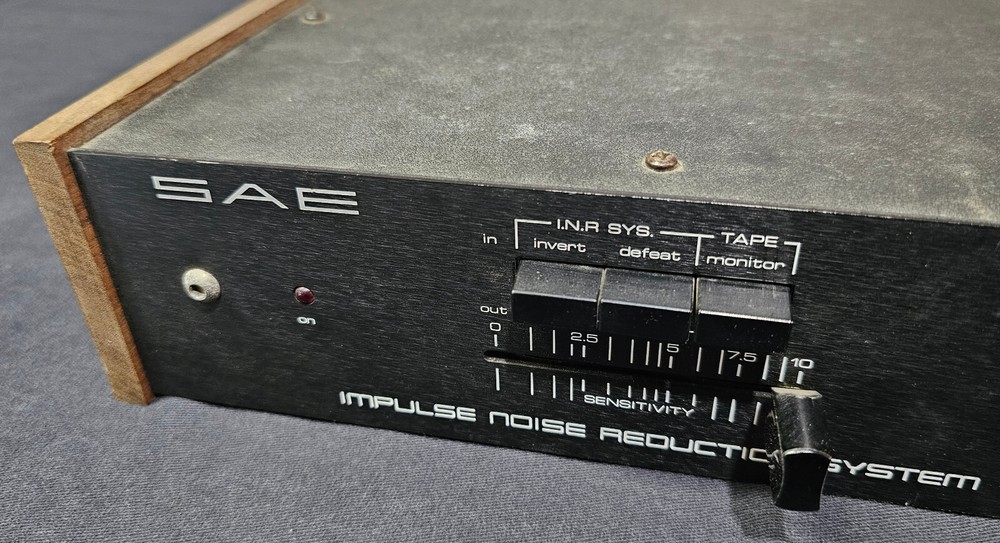 SAE
on
I.N.R SYS.
TAPE
in
invert
defeat
monitor
out
0
2.5
5
7.5
10
SENSITIVITY
IMPULSE NOISE REDUCTIO SYSTEM